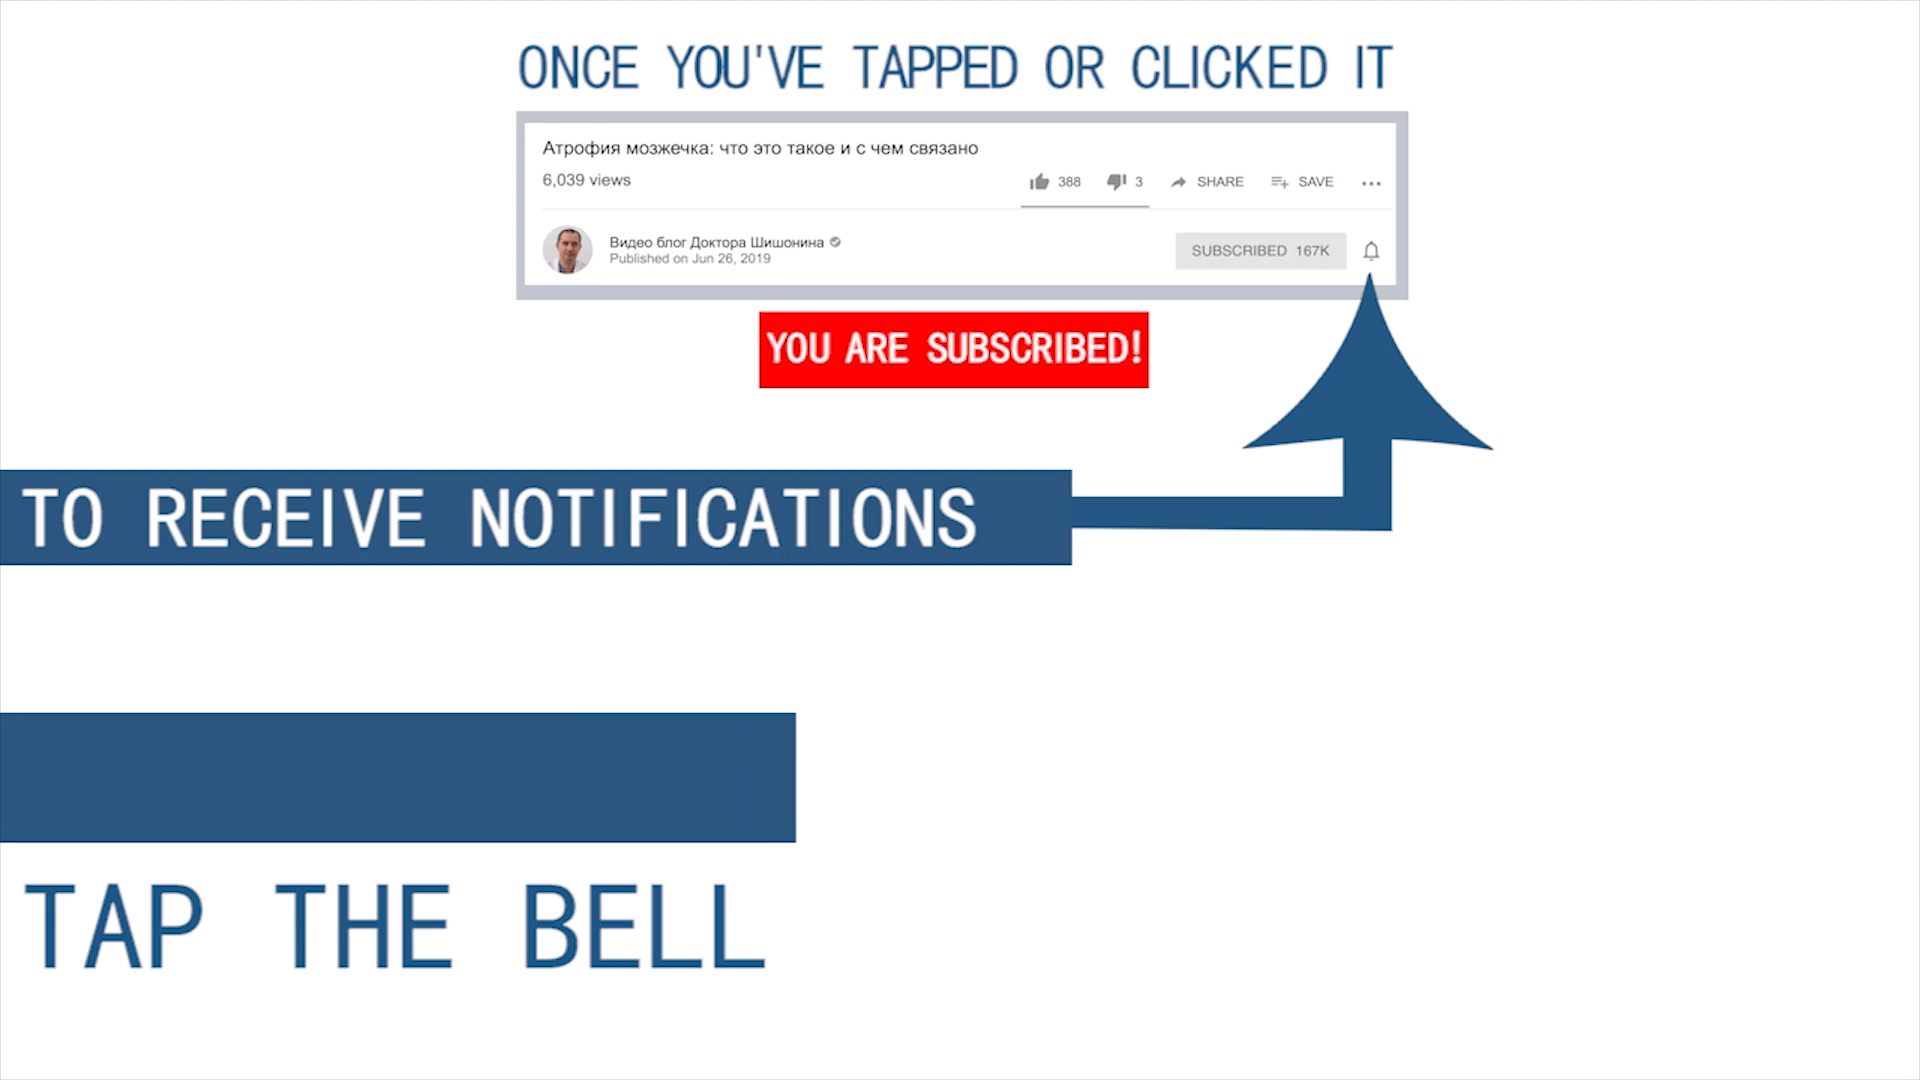 ONCE YOU'VE TAPPED OR CLICKED IT
Атрофия мозжечка: что это такое и с чем связано
6,039 views
388 3 SHARE SAVE
Видео блог Доктора Шишонина
Published on Jun 26, 2019
SUBSCRIBED 167K
YOU ARE SUBSCRIBED!
TO RECEIVE NOTIFICATIONS
TAP THE BELL